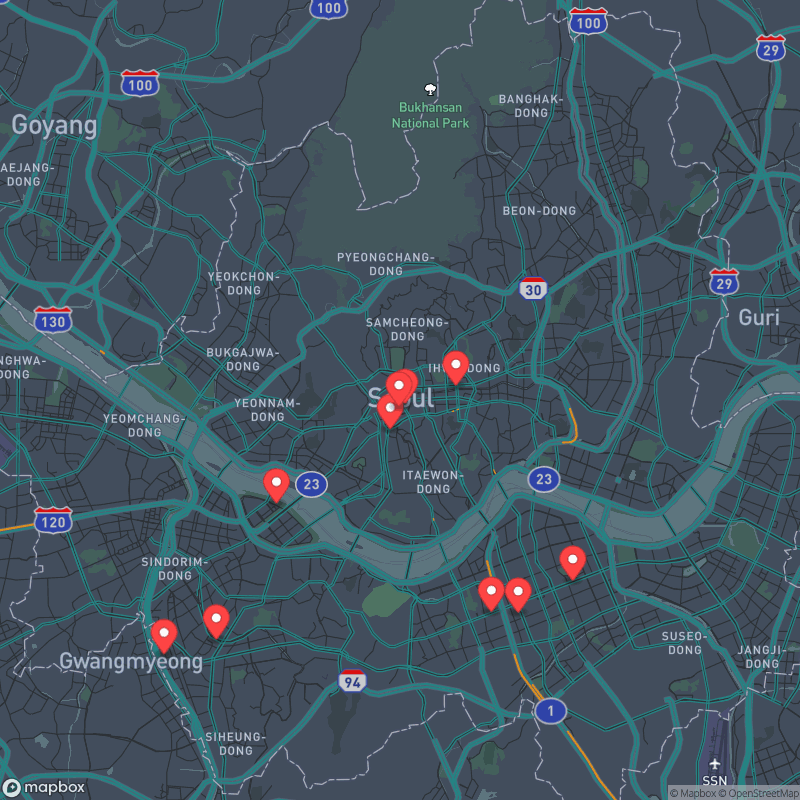 100
100
29
100
Bukhansan
National Park
BANGHAK-
DONG
Goyang
AEJANG-
DONG
BEON-DONG
PYEONGCHANG-
DONG
YEOKCHON-
DONG
30
29
130
Guri
SAMCHEONG-
DONG
BUKGAJWA-
DONG
NGHWA-
DONG
DONG
YEONNAM-
DONG
YEOMCHANG-
DONG
ITAEWON-
DONG
23
23
120
SINDORIM-
DONG
SUSEO-
DONG
JANGJI-
DONG
Gwangmyeong
94
1
SIHEUNG-
DONG
SSN
mapbox
© Mapbox © OpenStreetMap